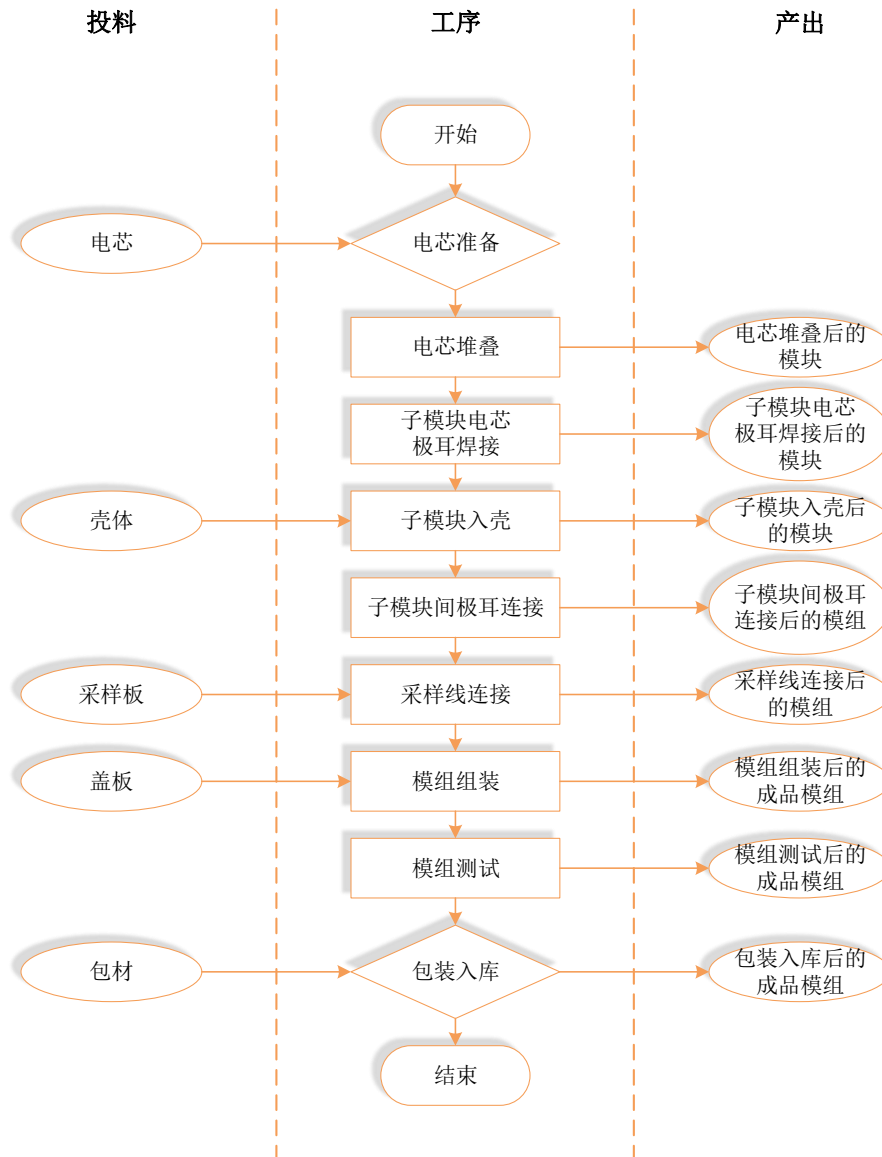 投料
工序
产出
开始
电芯
电芯准备
电芯堆叠
电芯堆叠后的
模块
子模块电芯
极耳焊接
子模块电芯
极耳焊接后的
模块
壳体
子模块入壳
子模块入壳后
的模块
子模块间极耳连接
子模块间极耳
连接后的模组
采样板
采样线连接
采样线连接后
的模组
盖板
模组组装
模组组装后的
成品模组
模组测试
模组测试后的
成品模组
包材
包装入库
包装入库后的
成品模组
结束